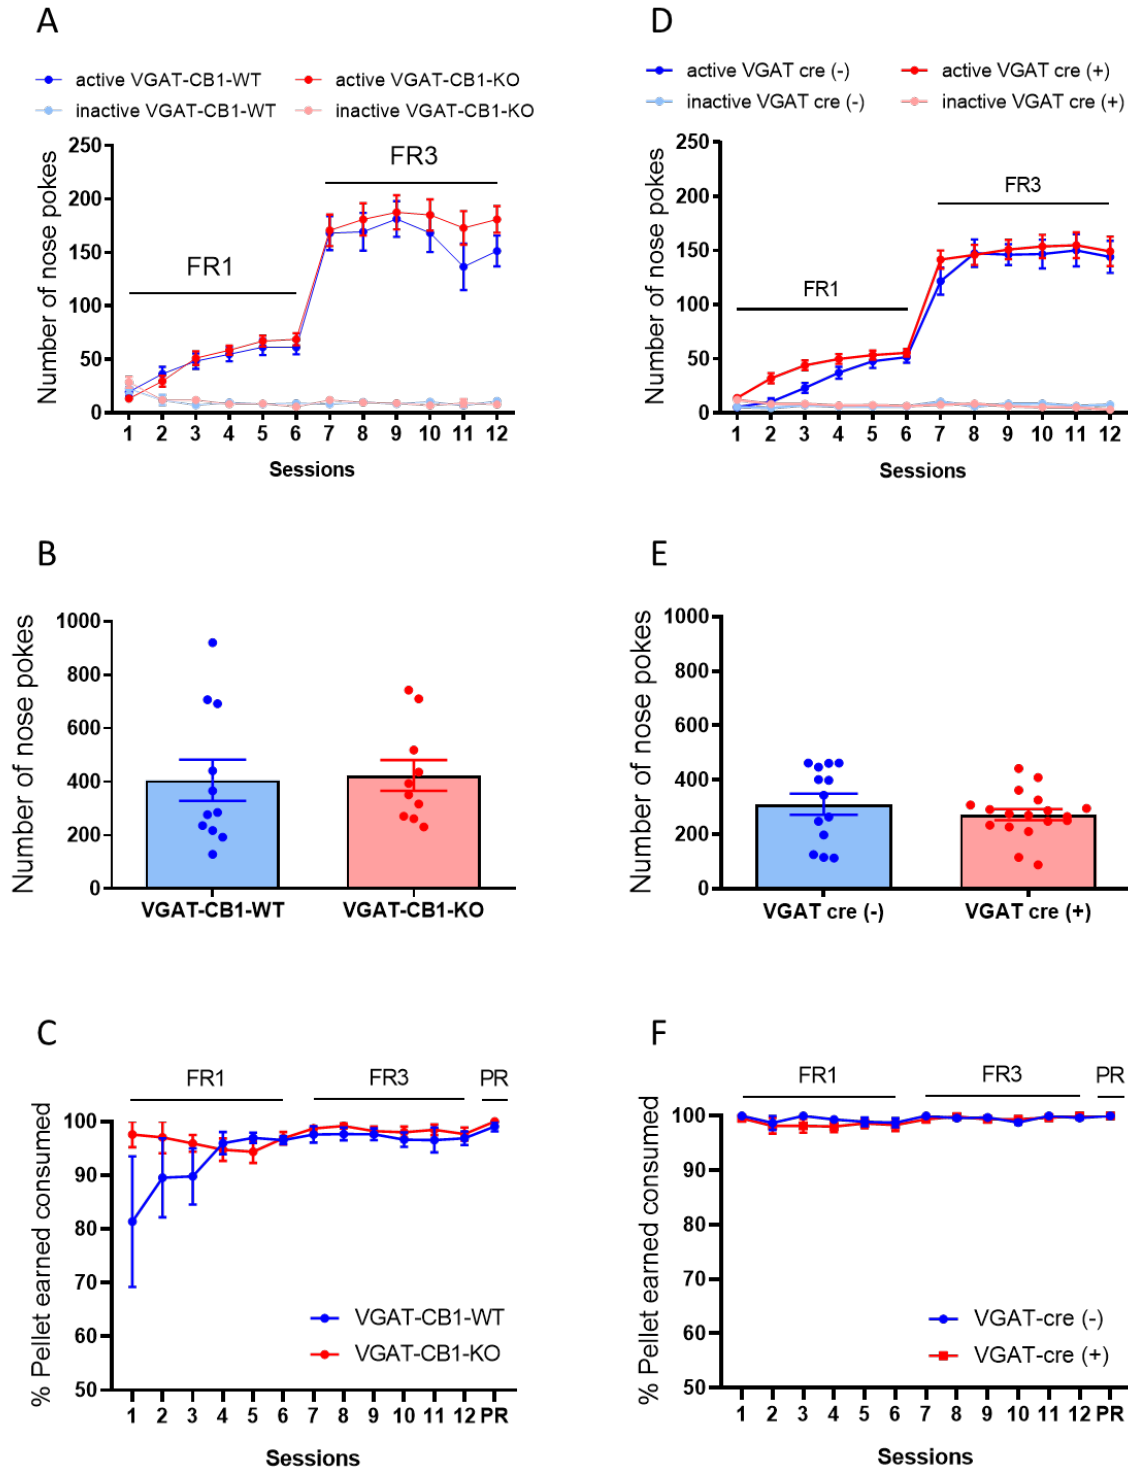 A
active VGAT-CB1-WT
active VGAT-CB1-KO
inactive VGAT-CB1-WT
inactive VGAT-CB1-KO
Number of nose pokes
250
200
150
100
50
0
FR1
FR3
1 2 3 4 5 6 7 8 9 10 11 12
Sessions
D
active VGAT cre (-)
active VGAT cre (+)
inactive VGAT cre (-)
inactive VGAT cre (+)
Number of nose pokes
250
200
150
100
50
0
FR1
FR3
1 2 3 4 5 6 7 8 9 10 11 12
Sessions
B
Number of nose pokes
1000
800
600
400
200
0
VGAT-CB1-WT
VGAT-CB1-KO
E
Number of nose pokes
1000
800
600
400
200
0
VGAT cre (-)
VGAT cre (+)
C
FR1
FR3
PR
% Pellet earned consumed
100
90
80
70
60
50
VGAT-CB1-WT
VGAT-CB1-KO
1 2 3 4 5 6 7 8 9 10 11 12 PR
Sessions
F
FR1
FR3
PR
% Pellet earned consumed
100
90
80
70
60
50
VGAT-cre (-)
VGAT-cre (+)
1 2 3 4 5 6 7 8 9 10 11 12 PR
Sessions